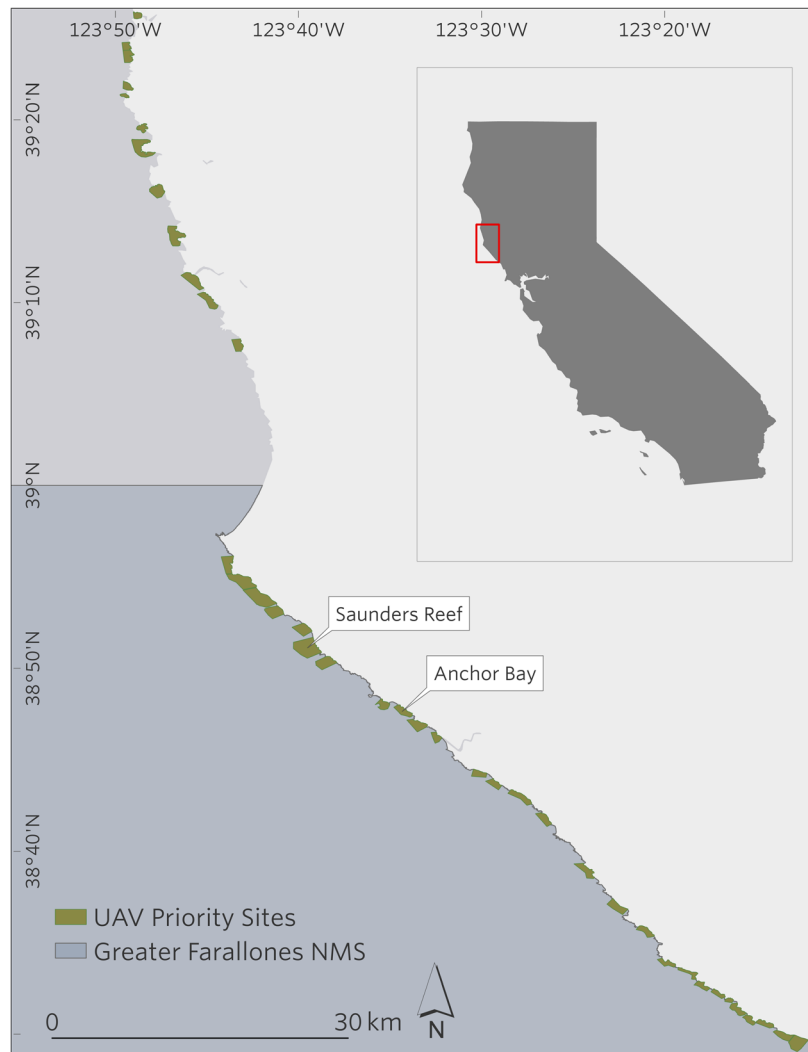 123°50'W 123°40'W 123°30'W 123°20'W
39°20'N
39°10'N
39°N
38°50'N
38°40'N
Saunders Reef
Anchor Bay
UAV Priority Sites
Greater Farallones NMS
0 30 km
N